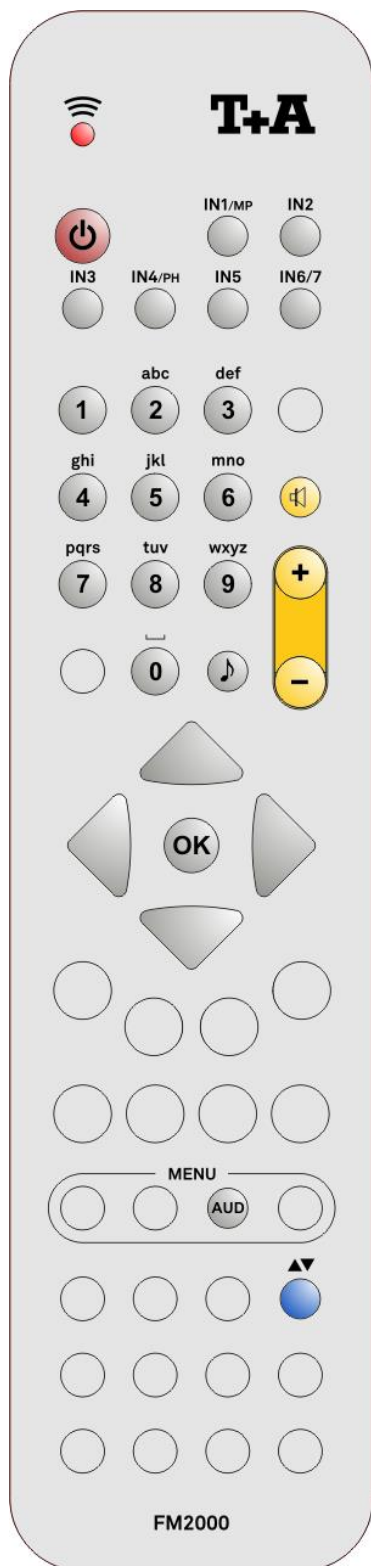 T+A
IN1/MP IN2
IN3 IN4/PH IN5 IN6/7
abc def
1 2 3
ghi jkl mno
4 5 6
pqrs tuv wxyz
7 8 9
+
0
−
OK
MENU
AUD
FM2000